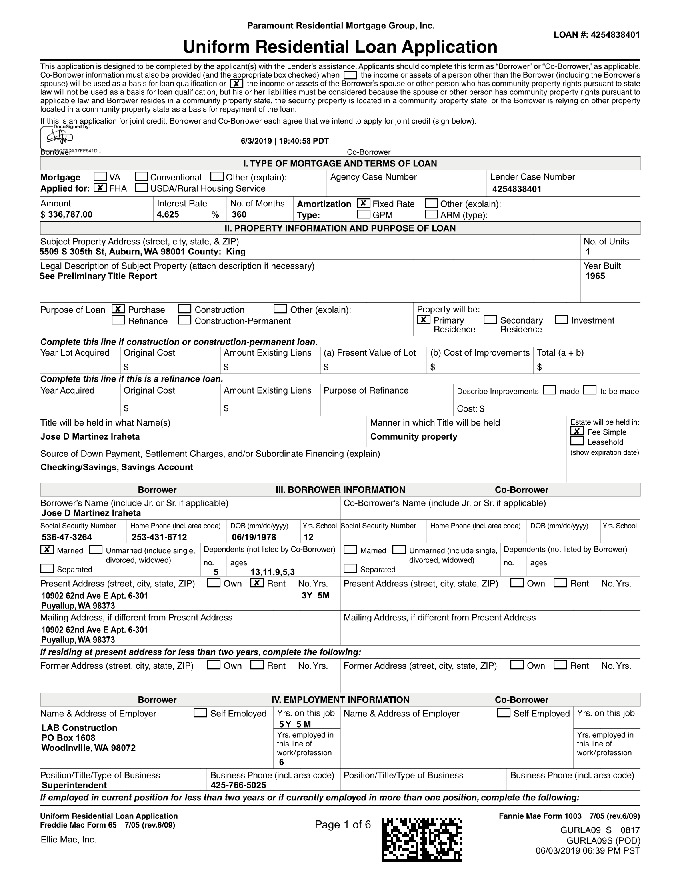 Paramount Residential Mortgage Group, Inc.
LOAN #: 4254838401
Uniform Residential Loan Application
This application is designed to be completed by the applicant(s) with the Lender's assistance. Applicants should complete this form as "Borrower" or "Co-Borrower," as applicable.
Co-Borrower information must also be provided (and the appropriate box checked) when the income or assets of a person other than the Borrower (including the Borrower's
spouse) will be used as a basis for loan qualification or X the income or assets of the Borrower's spouse or other person who has community property rights pursuant to state
law will not be used as a basis for loan qualification, but his or her liabilities must be considered because the spouse or other person has community property rights pursuant to
applicable law and Borrower resides in a community property state, the security property is located in a community property state, or the Borrower is relying on other property
located in a community property state as a basis for repayment of the loan.
If this is an application for joint credit, Borrower and Co-Borrower each agree that we intend to apply for joint credit (sign below).
6/3/2019 | 19:40:58 PDT
Borrower Co-Borrower
I. TYPE OF MORTGAGE AND TERMS OF LOAN
Mortgage VA Conventional Other (explain): Agency Case Number Lender Case Number
Applied for: X FHA USDA/Rural Housing Service 4254838401
Amount Interest Rate No. of Months Amortization X Fixed Rate Other (explain):
$ 336,787.00 4.625 % 360 Type: GPM ARM (type):
II. PROPERTY INFORMATION AND PURPOSE OF LOAN
Subject Property Address (street, city, state, & ZIP) No. of Units
5509 S 305th St, Auburn, WA 98001 County: King 1
Legal Description of Subject Property (attach description if necessary) Year Built
See Preliminary Title Report 1965
Purpose of Loan X Purchase Construction Other (explain): Property will be:
Refinance Construction-Permanent X Primary Residence Secondary Residence Investment
Complete this line if construction or construction-permanent loan.
Year Lot Acquired Original Cost Amount Existing Liens (a) Present Value of Lot (b) Cost of Improvements Total (a + b)
$ $ $ $ $
Complete this line if this is a refinance loan.
Year Acquired Original Cost Amount Existing Liens Purpose of Refinance Describe Improvements made to be made
$ $ Cost: $
Title will be held in what Name(s) Manner in which Title will be held Estate will be held in:
Jose D Martinez Iraheta Community property X Fee Simple
Leasehold
Source of Down Payment, Settlement Charges, and/or Subordinate Financing (explain) (show expiration date)
Checking/Savings, Savings Account
Borrower III. BORROWER INFORMATION Co-Borrower
Borrower's Name (include Jr. or Sr. if applicable) Co-Borrower's Name (include Jr. or Sr. if applicable)
Jose D Martinez Iraheta
Social Security Number Home Phone (incl. area code) DOB (mm/dd/yyyy) Yrs. School Social Security Number Home Phone (incl. area code) DOB (mm/dd/yyyy) Yrs. School
536-47-3264 253-431-8712 06/19/1978 12
X Married Unmarried (include single, divorced, widowed) Dependents (not listed by Co-Borrower) Married Unmarried (include single, divorced, widowed) Dependents (not listed by Borrower)
Separated no. 5 ages 13,11,9,5,3 Separated no. ages
Present Address (street, city, state, ZIP) Own X Rent No. Yrs. Present Address (street, city, state, ZIP) Own Rent No. Yrs.
10902 62nd Ave E Apt. 6-301 3Y 5M
Puyallup, WA 98373
Mailing Address, if different from Present Address Mailing Address, if different from Present Address
10902 62nd Ave E Apt. 6-301
Puyallup, WA 98373
If residing at present address for less than two years, complete the following:
Former Address (street, city, state, ZIP) Own Rent No. Yrs. Former Address (street, city, state, ZIP) Own Rent No. Yrs.
Borrower IV. EMPLOYMENT INFORMATION Co-Borrower
Name & Address of Employer Self Employed Yrs. on this job Name & Address of Employer Self Employed Yrs. on this job
LAB Construction 5Y 5M
PO Box 1608 Yrs. employed in this line of work/profession Yrs. employed in this line of work/profession
Woodinville, WA 98072
6
Position/Title/Type of Business Business Phone (incl. area code) Position/Title/Type of Business Business Phone (incl. area code)
Superintendent 425-766-5025
If employed in current position for less than two years or if currently employed in more than one position, complete the following:
Uniform Residential Loan Application Fannie Mae Form 1003 7/05 (rev.6/09)
Freddie Mac Form 65 7/05 (rev.6/09) Page 1 of 6
GURLA09_S 0817
Ellie Mae, Inc. GURLA09S (POD)
06/03/2019 06:39 PM PST